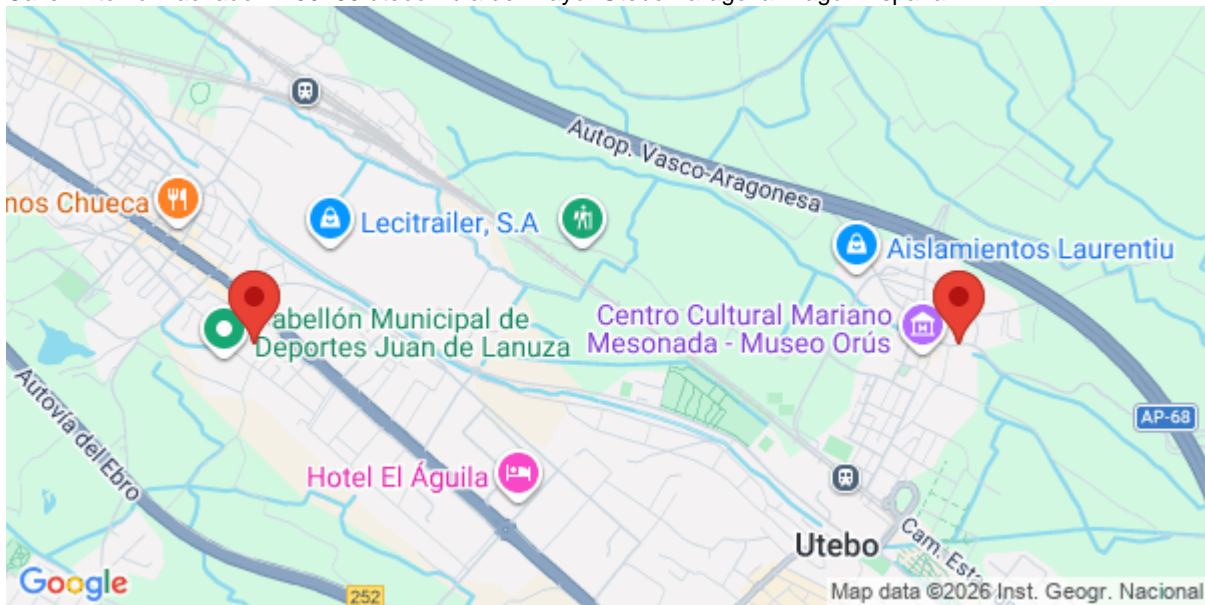 Autop. Vasco-Aragonesa
nos Chueca
Lecitrailer, S.A
Aislamientos Laurentiu
Pabellón Municipal de
Deportes Juan de Lanuza
Centro Cultural Mariano
Mesonada - Museo Orús
Autovía del Ebro
AP-68
Hotel El Águila
Utebo
Cam. Esta
252
Google
Map data ©2026 Inst. Geogr. Nacional